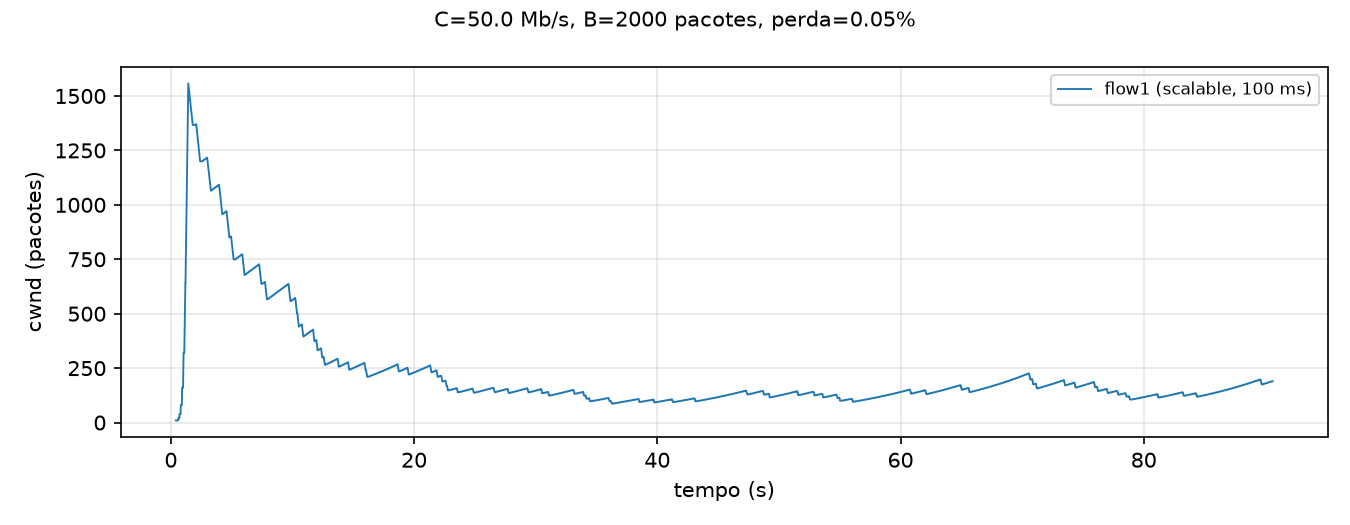 C=50.0 Mb/s, B=2000 pacotes, perda=0.05%
flow1 (scalable, 100 ms)
cwnd (pacotes)
1500
1250
1000
750
500
250
0
0 20 40 60 80
tempo (s)